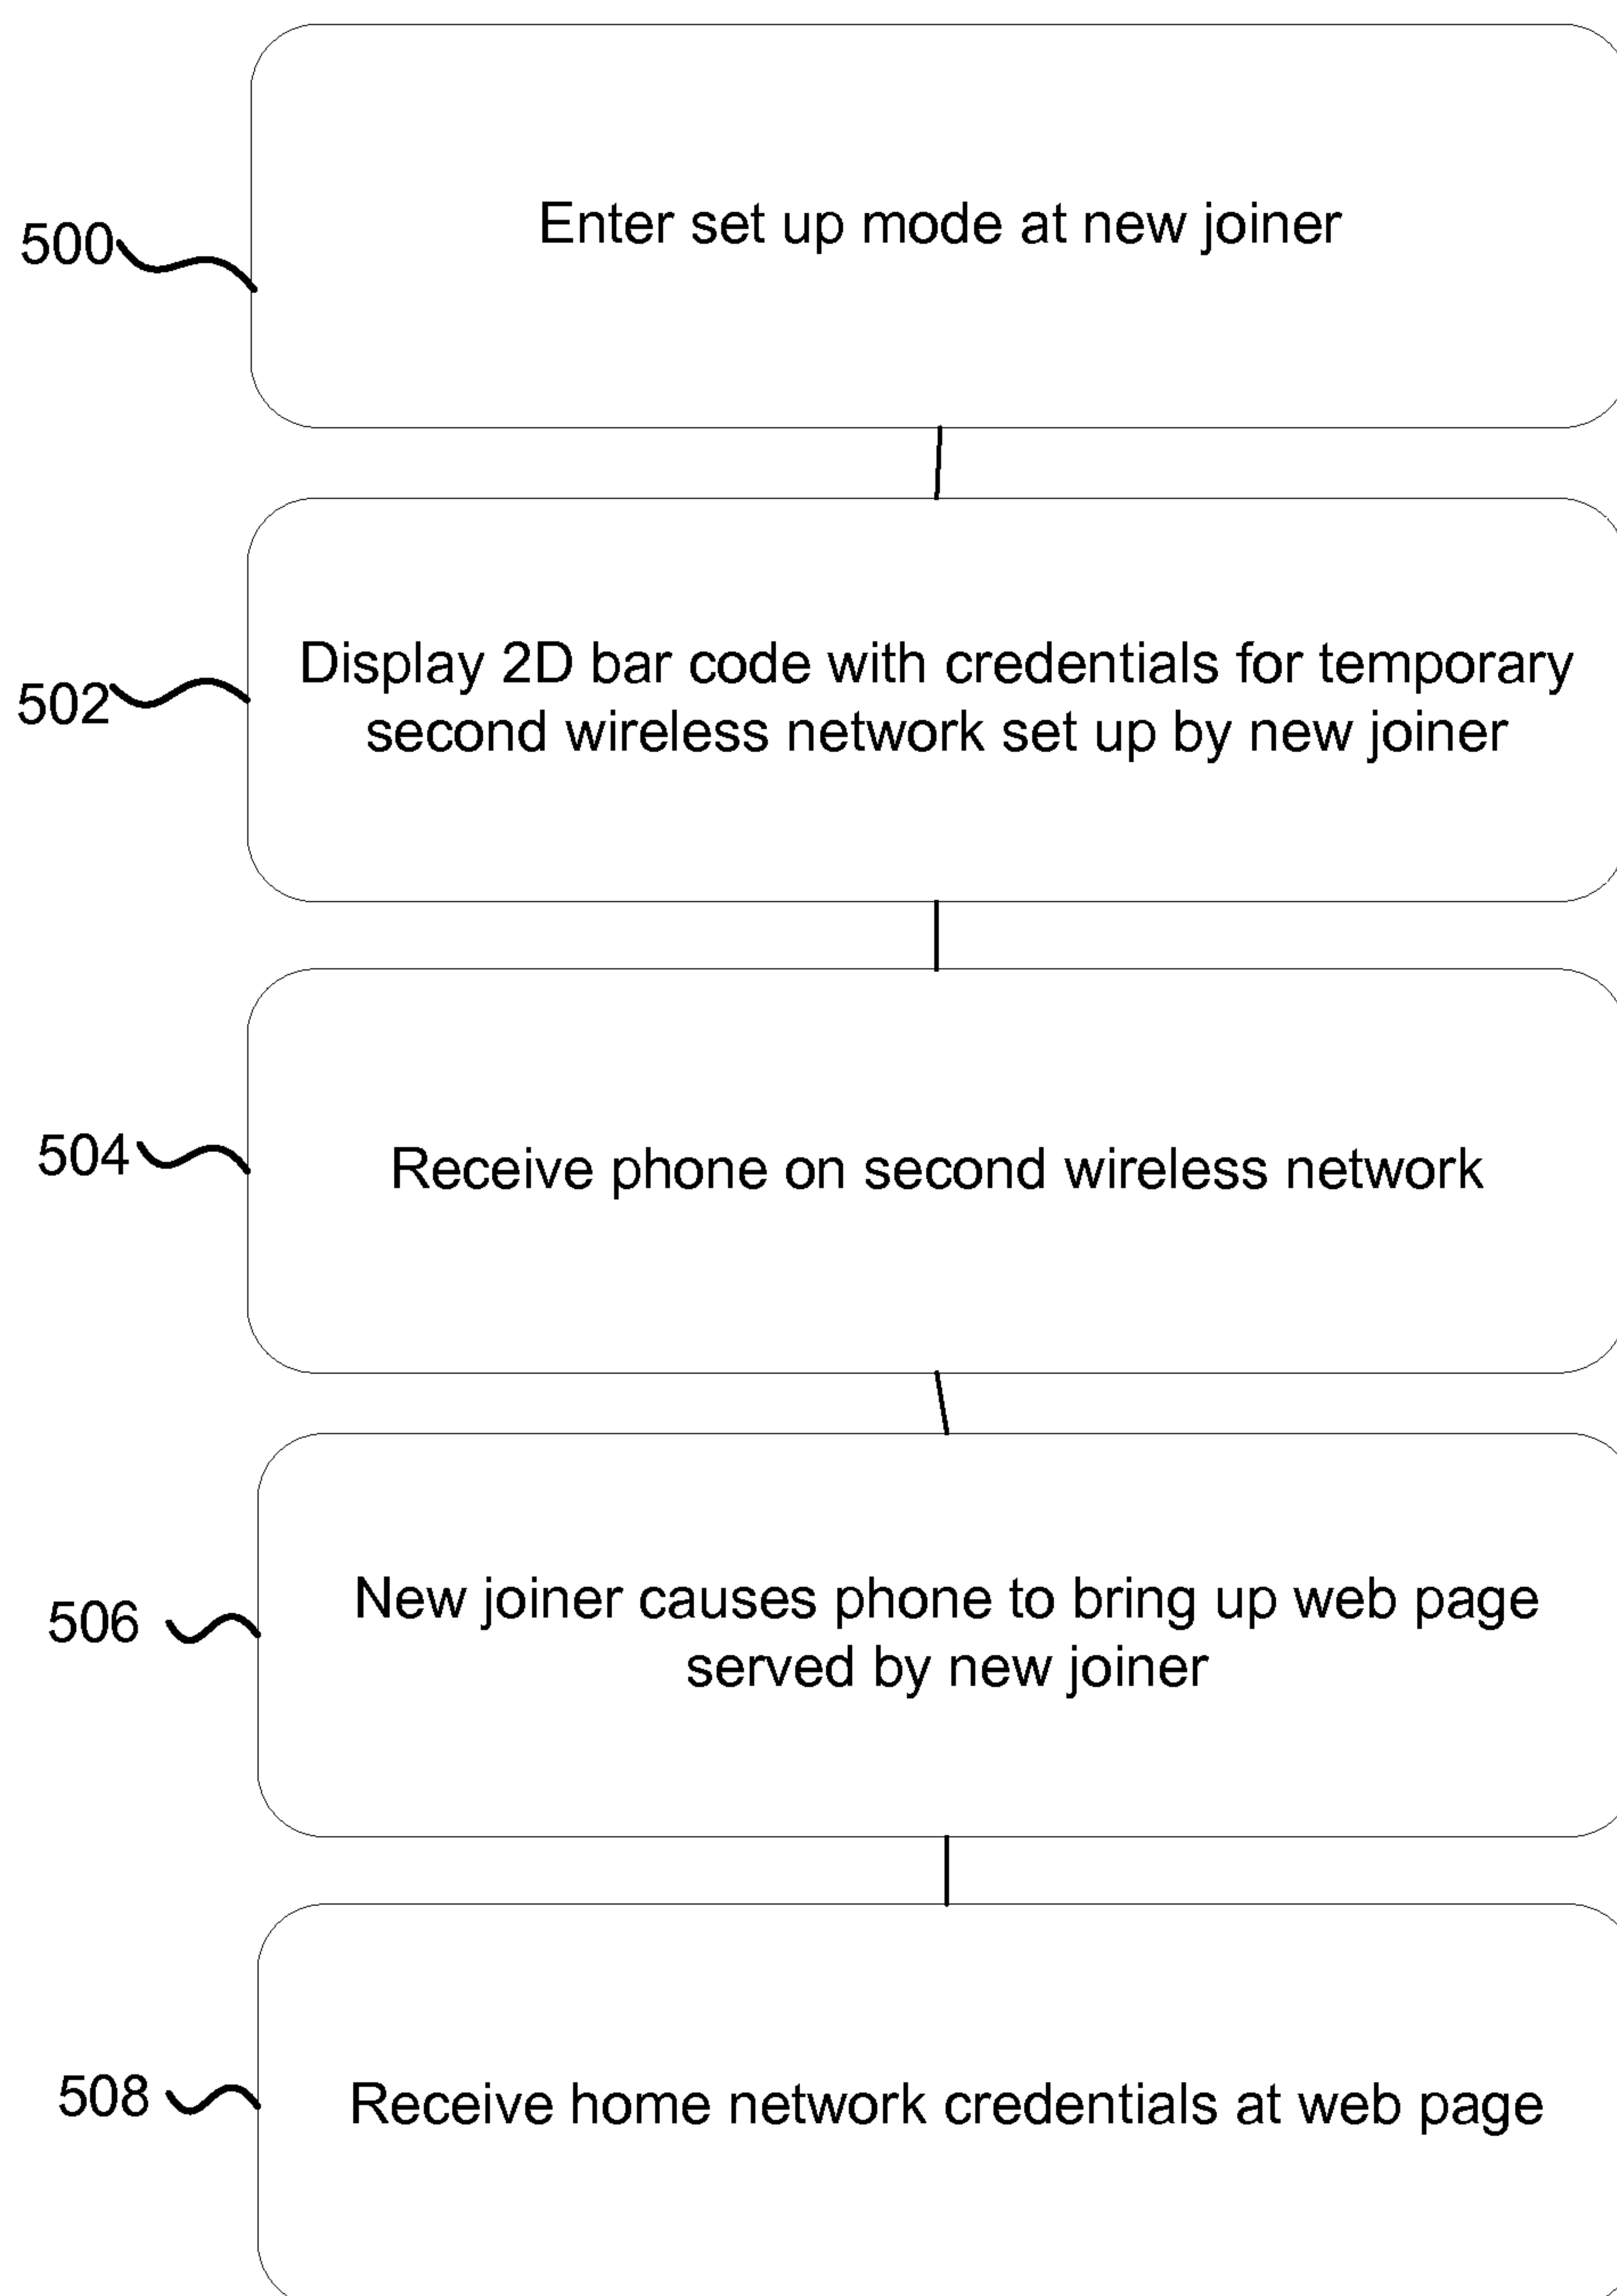 500
Enter set up mode at new joiner
502
Display 2D bar code with credentials for temporary
second wireless network set up by new joiner
504
Receive phone on second wireless network
506
New joiner causes phone to bring up web page
served by new joiner
508
Receive home network credentials at web page